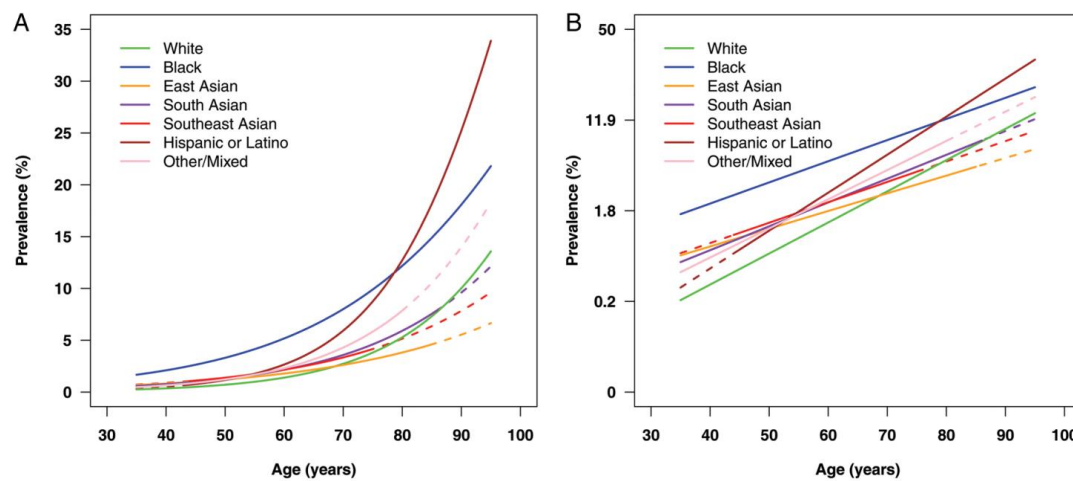 A
35
30
25
20
15
10
5
0
Prevalence (%)
White
Black
East Asian
South Asian
Southeast Asian
Hispanic or Latino
Other/Mixed
30 40 50 60 70 80 90 100
Age (years)
B
50
11.9
1.8
0.2
0
Prevalence (%)
White
Black
East Asian
South Asian
Southeast Asian
Hispanic or Latino
Other/Mixed
30 40 50 60 70 80 90 100
Age (years)